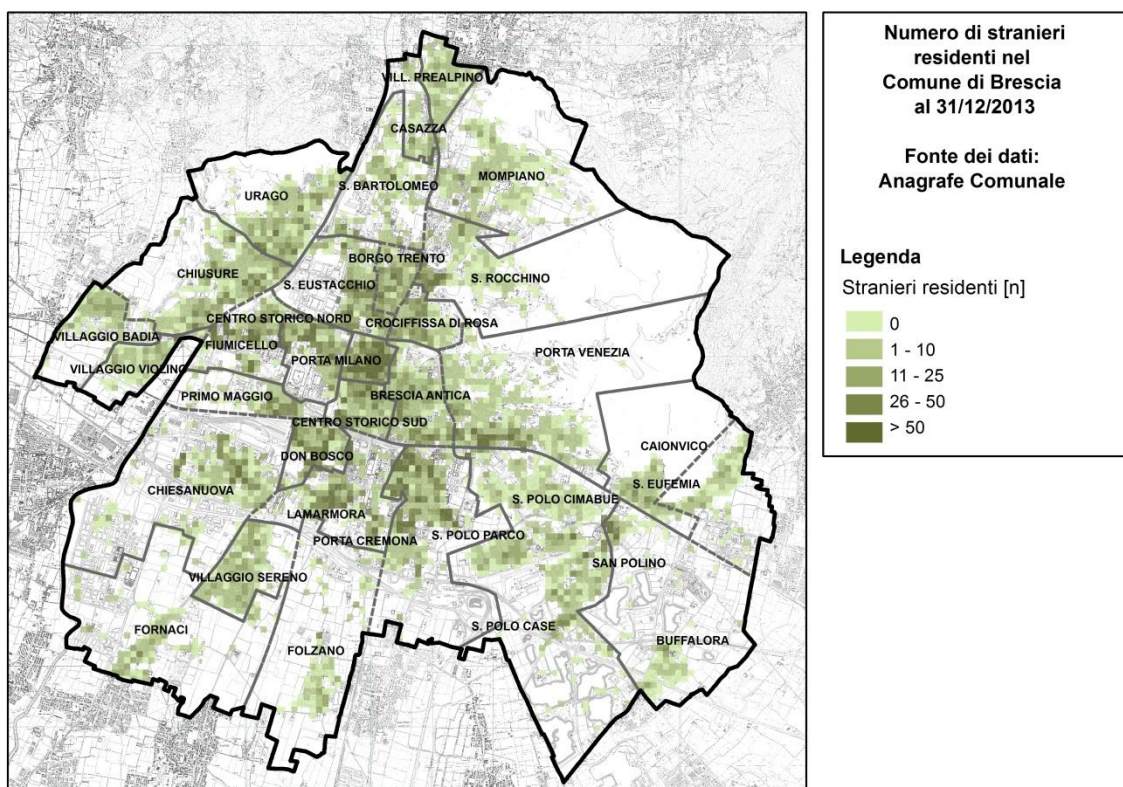 VILL. PREALPINO
CASAZZA
MOMPIANO
S. BARTOLOMEO
URAGO
BORGO TRENTO
S. ROCCHINO
CHIUSURE
S. EUSTACCHIO
CENTRO STORICO NORD
CROCIFFISSA DI ROSA
VILLAGGIO BADIA
FIUMICELLO
PORTA MILANO
PORTA VENEZIA
VILLAGGIO VIOLINO
PRIMO MAGGIO
BRESCIA ANTICA
CENTRO STORICO SUD
CAIONVICO
DON BOSCO
S. EUFEMIA
CHIESANUOVA
S. POLO CIMABUE
LAMARMORA
S. POLO PARCO
PORTA CREMONA
SAN POLINO
VILLAGGIO SERENO
FORNACI
S. POLO CASE
BUFFALORA
FOLZANO
Numero di stranieri
residenti nel
Comune di Brescia
al 31/12/2013
Fonte dei dati:
Anagrafe Comunale
Legenda
Stranieri residenti [n]
0
1 - 10
11 - 25
26 - 50
> 50